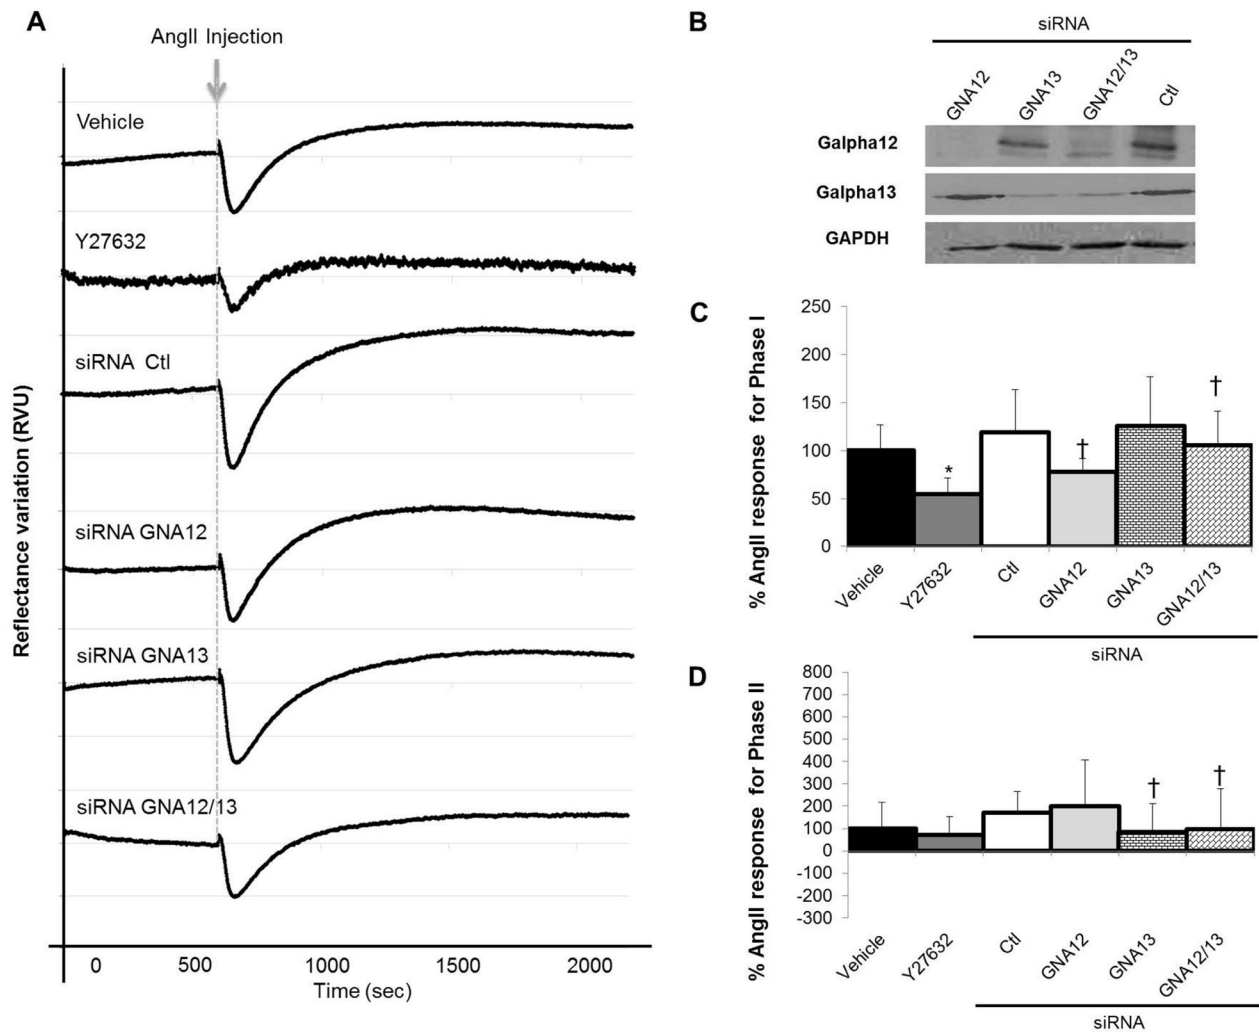 A
AngII Injection
Vehicle
Y27632
siRNA Ctl
siRNA GNA12
siRNA GNA13
siRNA GNA12/13
Reflectance variation (RVU)
0 500 1000 1500 2000
Time (sec)
B
siRNA
GNA12 GNA13 GNA12/13 Ctl
Galpha12
Galpha13
GAPDH
C
% AngII response for Phase I
250
200
150
100
50
0
*
†
†
Vehicle Y27632 Ctl GNA12 GNA13 GNA12/13
siRNA
D
% AngII response for Phase II
800
700
600
500
400
300
200
100
0
-100
-200
-300
†
†
Vehicle Y27632 Ctl GNA12 GNA13 GNA12/13
siRNA